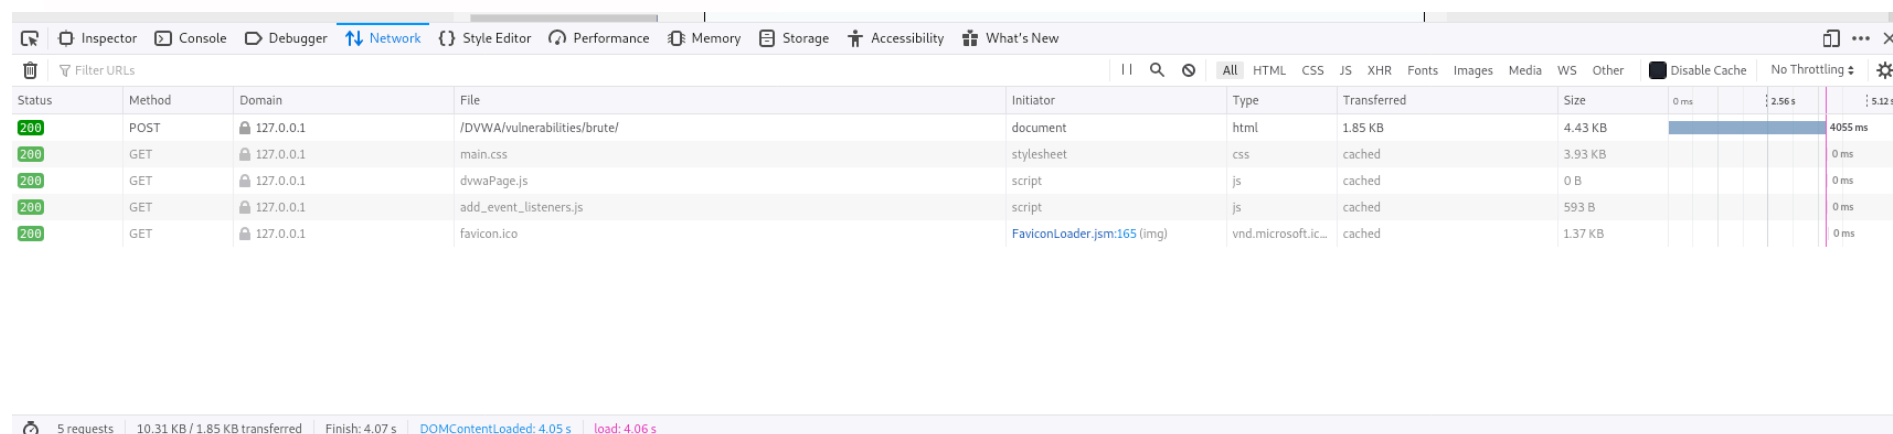 Inspector Console Debugger Network Style Editor Performance Memory Storage Accessibility What's New
Filter URLs All HTML CSS JS XHR Fonts Images Media WS Other Disable Cache No Throttling
Status Method Domain File Initiator Type Transferred Size 0 ms 2.56 s 5.12 s
200 POST 127.0.0.1 /DVWA/vulnerabilities/brute/ document html 1.85 KB 4.43 KB 4055 ms
200 GET 127.0.0.1 main.css stylesheet css cached 3.93 KB 0 ms
200 GET 127.0.0.1 dvwaPage.js script js cached 0 B 0 ms
200 GET 127.0.0.1 add_event_listeners.js script js cached 593 B 0 ms
200 GET 127.0.0.1 favicon.ico FaviconLoader.jsm:165 (img) vnd.microsoft.ic... cached 1.37 KB 0 ms
5 requests 10.31 KB / 1.85 KB transferred Finish: 4.07 s DOMContentLoaded: 4.05 s load: 4.06 s